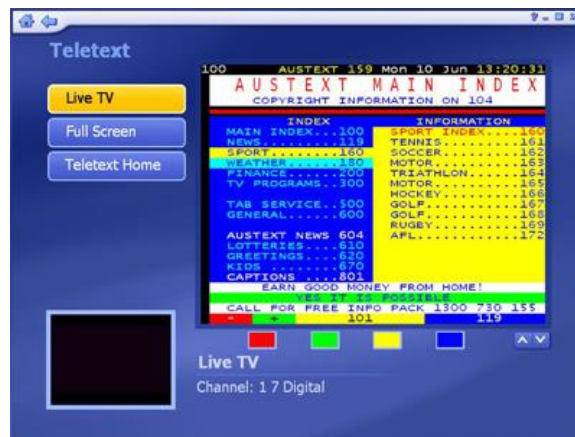 Teletext
Live TV
Full Screen
Teletext Home
100 AUSTEXT 159 Mon 10 Jun 13:20:31
AUSTEXT MAIN INDEX
COPYRIGHT INFORMATION ON 104
INDEX
MAIN INDEX...100
NEWS.........119
SPORT........160
WEATHER......180
FINANCE......200
TV PROGRAMS..300
TAB SERVICE..500
GENERAL......600
AUSTEXT NEWS 604
LOTTERIES....610
GREETINGS....620
KIDS ........670
CAPTIONS ....801
INFORMATION
SPORT INDEX....160
TENNIS.........161
SOCCER.........162
MOTOR..........163
TRIATHLON......164
MOTOR..........165
HOCKEY.........166
GOLF...........167
GOLF...........168
RUGBY..........169
AFL............172
EARN GOOD MONEY FROM HOME!
YES IT IS POSSIBLE
CALL FOR FREE INFO PACK 1300 730 155
- + 101 119
Live TV
Channel: 1 7 Digital